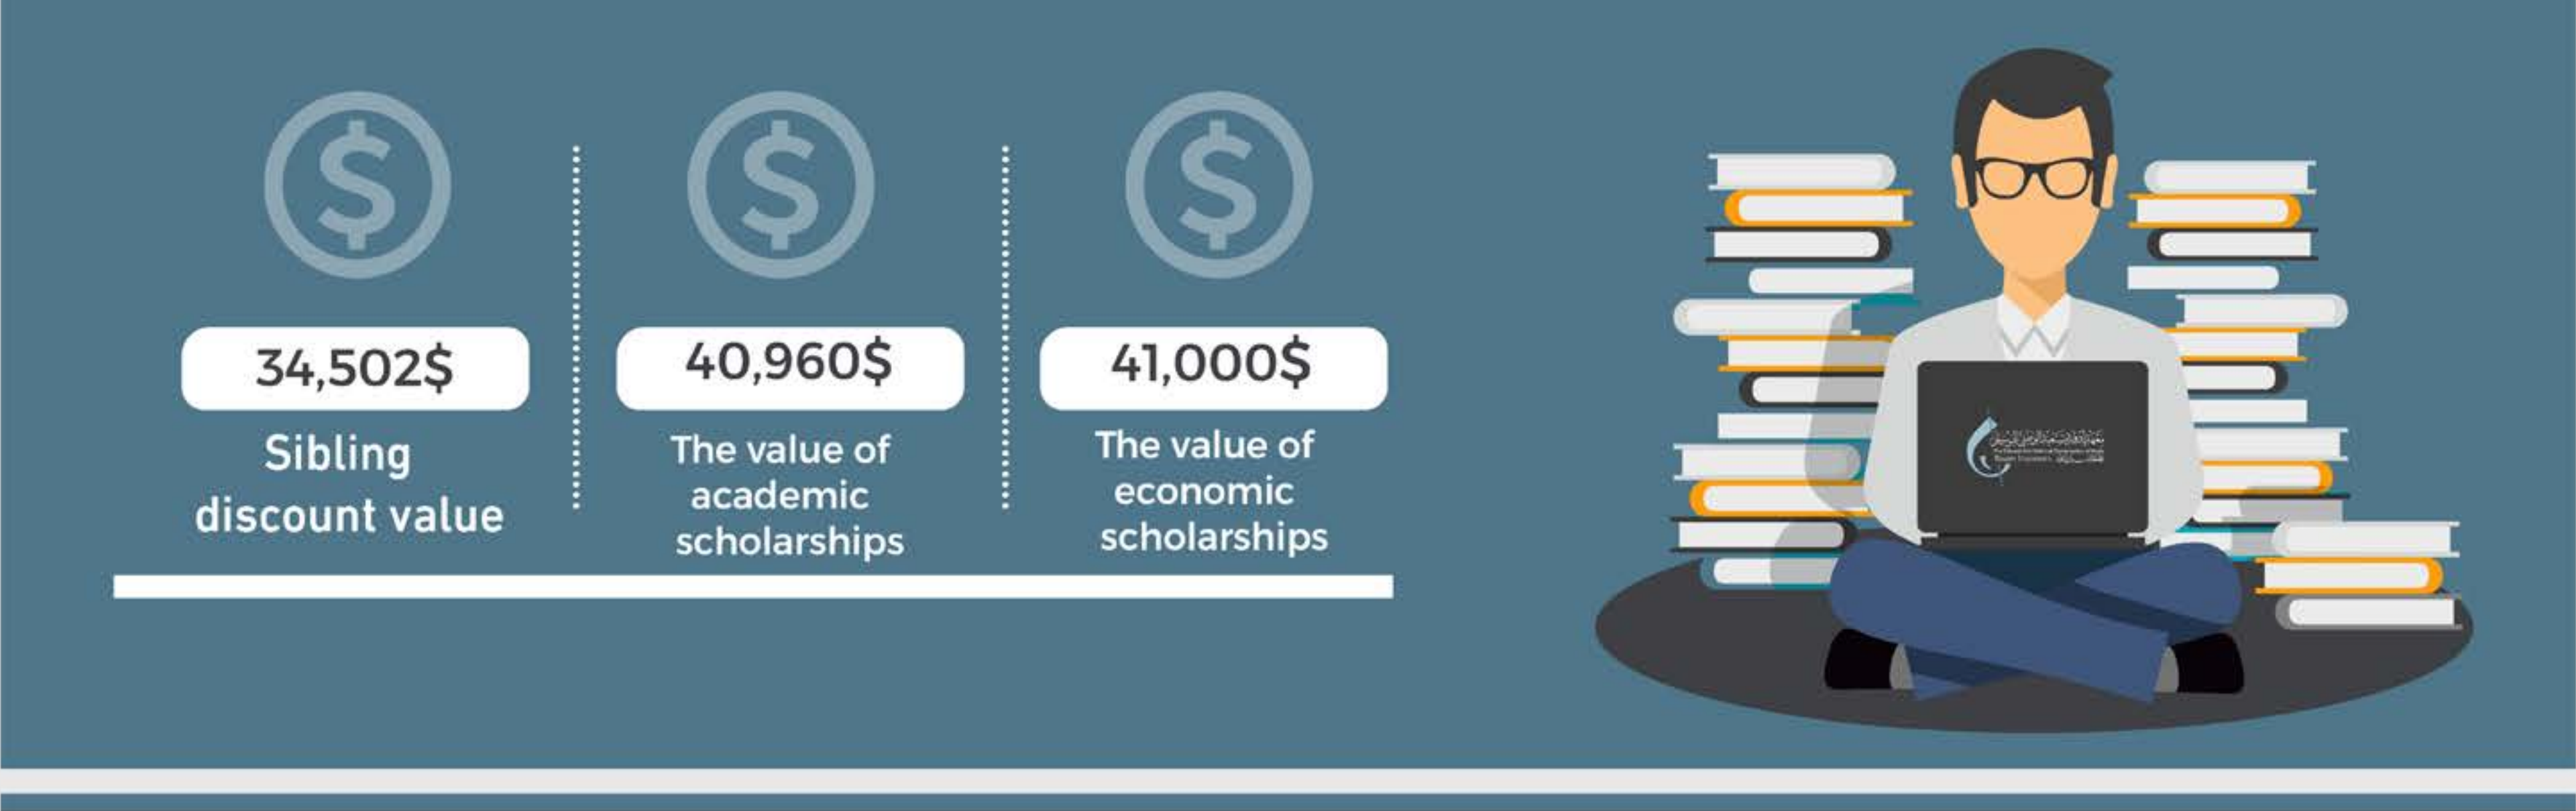 34,502$
Sibling
discount value
40,960$
The value of
academic
scholarships
41,000$
The value of
economic
scholarships